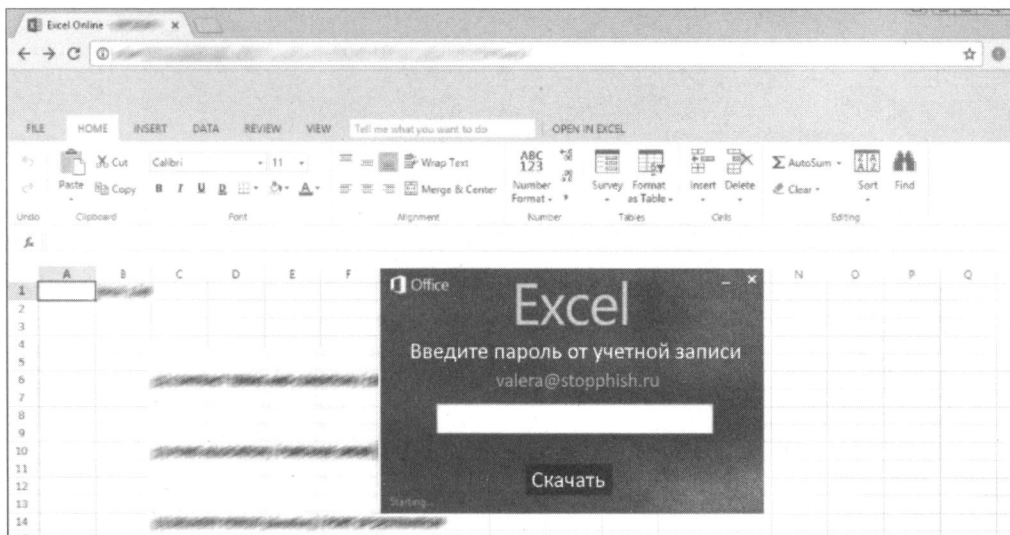 Excel Online
FILE HOME INSERT DATA REVIEW VIEW Tell me what you want to do OPEN IN EXCEL
Cut Calibri 11 Wrap Text ABC 123 AutoSum
Paste Copy B I U D A Merge & Center Number Format Survey Format as Table Insert Delete Clear Sort Find
Undo Clipboard Font Alignment Number Tables Cells Editing
fx
A B C D E F N O P Q
1
2
3
4
5
6
7
8
9
10
11
12
13
14
Office
Excel
Введите пароль от учетной записи
valera@stopphish.ru
Скачать
Starting...